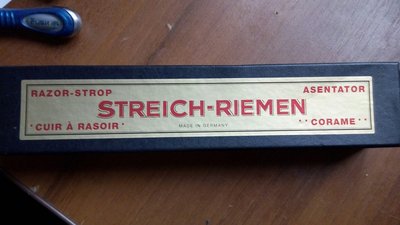 RAZOR-STROP ASENTATOR
STREICH-RIEMEN
"CUIR À RASOIR" "CORAME"
MADE IN GERMANY